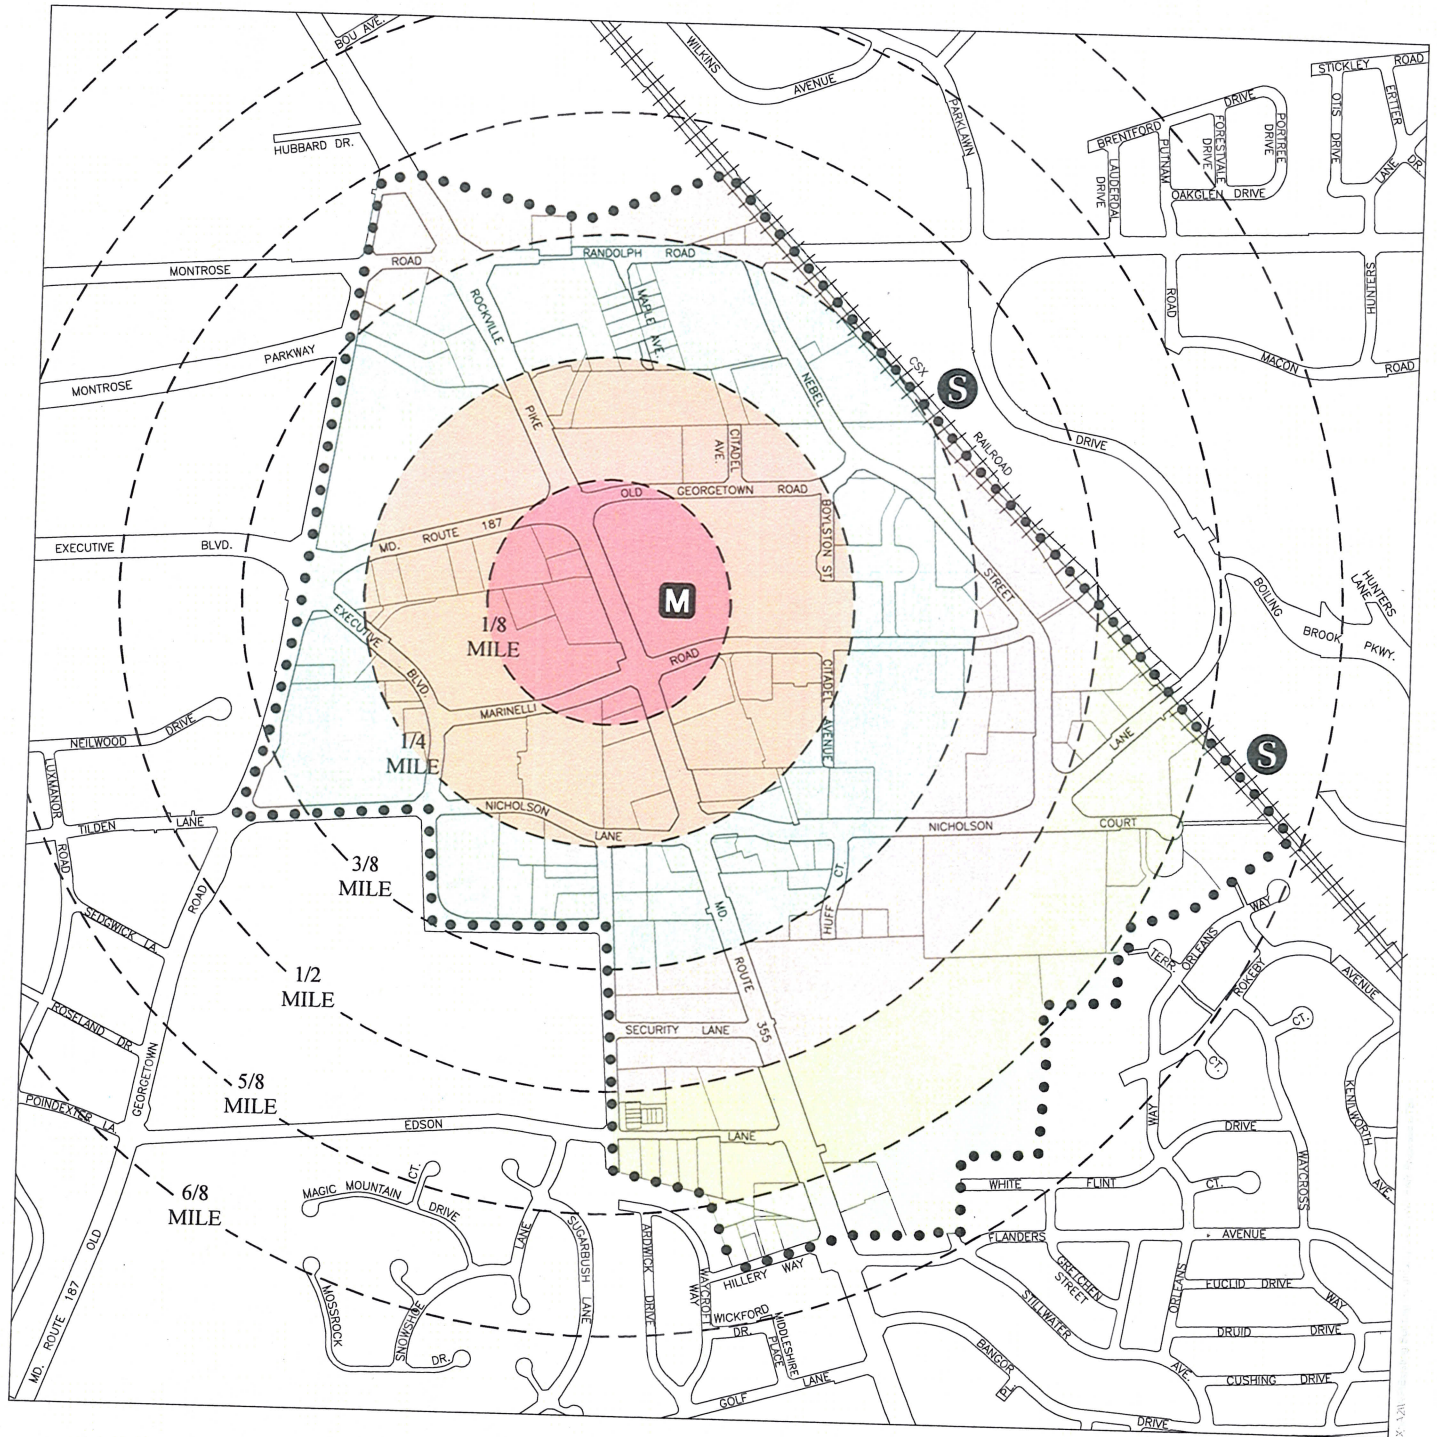 BOU AVE.
WILKINS
AVENUE
STICKLEY ROAD
OTIS DRIVE
ERITTER
LANE DR.
BRENTFORD DRIVE
PUTNAM
FORESTVALE DRIVE
PORTREE DRIVE
LAUDERDAL DRIVE
OAKGLEN DRIVE
PARKLAWN
HUBBARD DR.
MONTROSE
ROAD
RANDOLPH ROAD
ROCKVILLE
MAPLE AVE.
MONTROSE
PARKWAY
NEBEL
CSX
S
RAILROAD
DRIVE
ROAD
HUNTERS
MACON ROAD
PIKE
CITADEL AVE.
OLD GEORGETOWN ROAD
MD. ROUTE 187
BOYLSTON ST.
EXECUTIVE BLVD.
STREET
M
1/8
MILE
EXECUTIVE
BLVD.
ROAD
MARINELLI
CITADEL AVENUE
BOILING
BROOK
PKWY.
HUNTERS LANE
1/4
MILE
LANE
S
NEILWOOD DRIVE
LUXMANOR
ROAD
TILDEN LANE
NICHOLSON
LANE
NICHOLSON COURT
3/8
MILE
ROAD
HUFF CT.
MD.
ROUTE
355
SEDGWICK LA.
1/2
MILE
WAY
ORLEANS
TERR.
ROKEBY
AVENUE
CT.
CT.
ROSELAND DR.
SECURITY LANE
GEORGETOWN
5/8
MILE
POINDEXTER LA.
EDSON
LANE
KENILWORTH
AVE.
WAY
DRIVE
WAYCROSS
6/8
MILE
MAGIC MOUNTAIN
CT.
DRIVE
LANE
SUGARBUSH LANE
ARDWICK DRIVE
WHITE FLINT
CT.
FLANDERS AVENUE
OLD
MD. ROUTE 187
MOSSROCK
SNOWSHOE
DR.
HILLERY WAY
WAYCROFT WAY
WICKFORD
DR.
MIDDLESHIRE PLACE
GOLF LANE
GRETCHEN STREET
STILLWATER
AVE.
ORLEANS
EUCLID DRIVE
WAY
DRUID DRIVE
CUSHING DRIVE
BANGOR
PL.
DRIVE